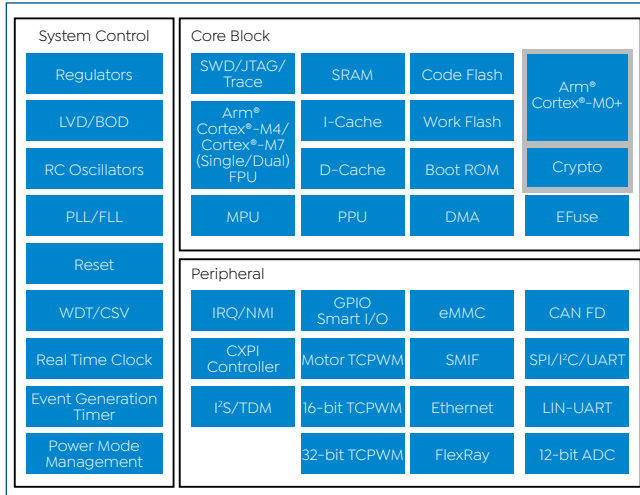 System Control
Regulators
LVD/BOD
RC Oscillators
PLL/FLL
Reset
WDT/CSV
Real Time Clock
Event Generation
Timer
Power Mode
Management
Core Block
SWD/JTAG/
Trace
SRAM
Code Flash
Arm®
Cortex®-M0+
Arm®
Cortex®-M4/
Cortex®-M7
(Single/Dual)
FPU
I-Cache
Work Flash
D-Cache
Boot ROM
Crypto
MPU
PPU
DMA
EFuse
Peripheral
IRQ/NMI
GPIO
Smart I/O
eMMC
CAN FD
CXPI
Controller
Motor TCPWM
SMIF
SPI/I²C/UART
I²S/TDM
16-bit TCPWM
Ethernet
LIN-UART
32-bit TCPWM
FlexRay
12-bit ADC